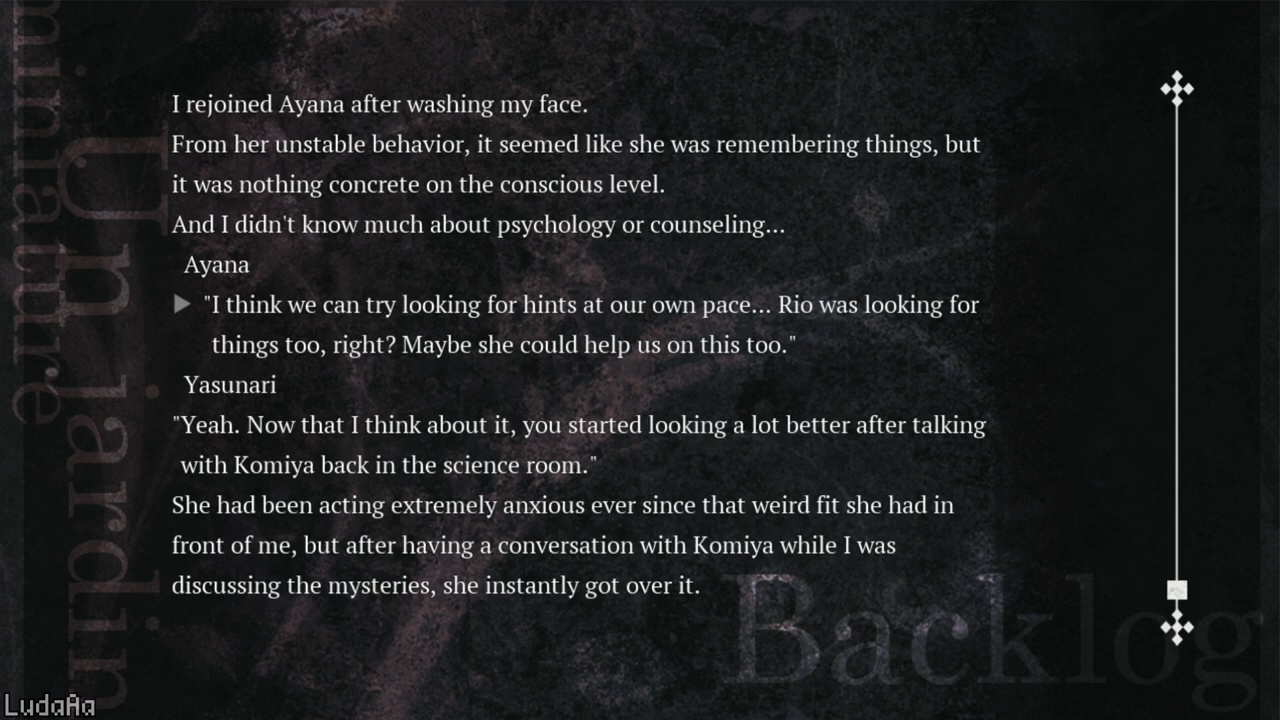 I rejoined Ayana after washing my face.
From her unstable behavior, it seemed like she was remembering things, but
it was nothing concrete on the conscious level.
And I didn't know much about psychology or counseling...
Ayana
"I think we can try looking for hints at our own pace... Rio was looking for
things too, right? Maybe she could help us on this too."
Yasunari
"Yeah. Now that I think about it, you started looking a lot better after talking
with Komiya back in the science room."
She had been acting extremely anxious ever since that weird fit she had in
front of me, but after having a conversation with Komiya while I was
discussing the mysteries, she instantly got over it.
Backlog
Un jardin
miniature
LudaAa